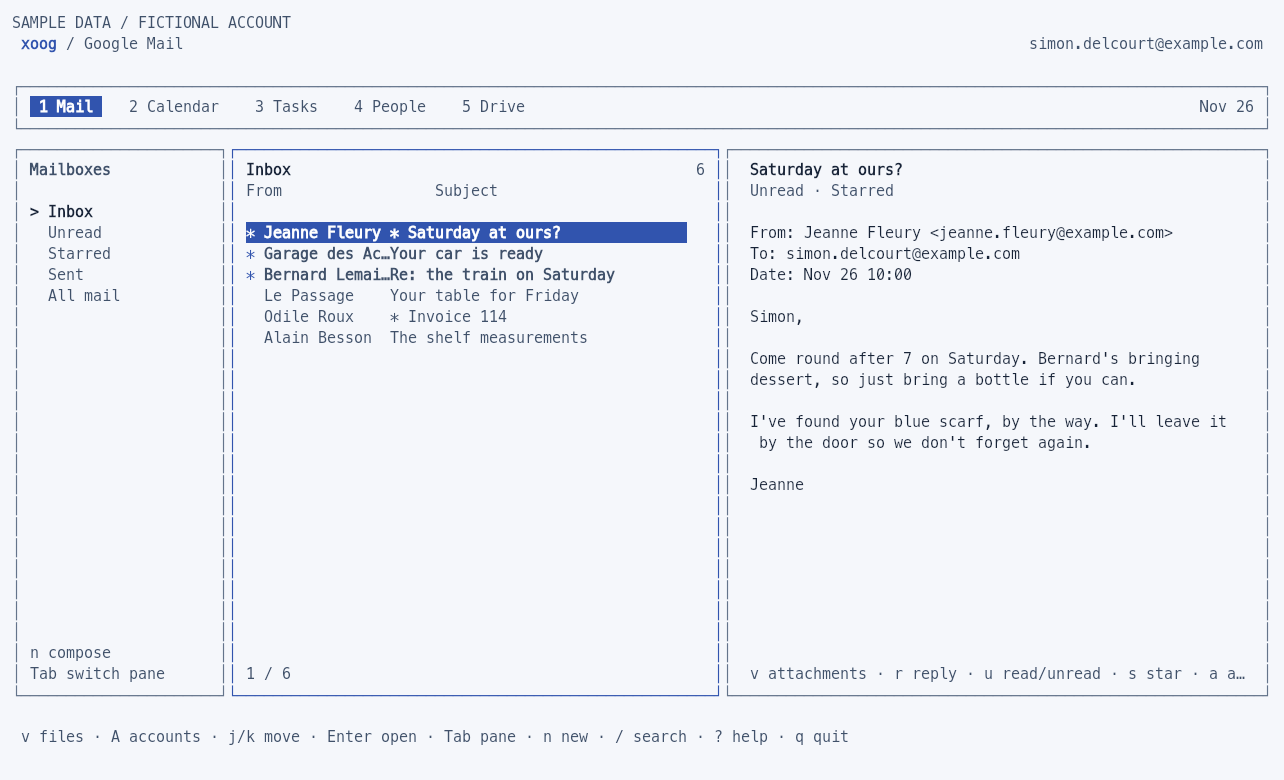 SAMPLE DATA / FICTIONAL ACCOUNT
xoog / Google Mail simon.delcourt@example.com
1 Mail 2 Calendar 3 Tasks 4 People 5 Drive Nov 26
Mailboxes
> Inbox
Unread
Starred
Sent
All mail
n compose
Tab switch pane
Inbox 6
From Subject
* Jeanne Fleury * Saturday at ours?
* Garage des Ac…Your car is ready
* Bernard Lemai…Re: the train on Saturday
Le Passage Your table for Friday
Odile Roux * Invoice 114
Alain Besson The shelf measurements
1 / 6
Saturday at ours?
Unread · Starred
From: Jeanne Fleury <jeanne.fleury@example.com>
To: simon.delcourt@example.com
Date: Nov 26 10:00
Simon,
Come round after 7 on Saturday. Bernard's bringing
dessert, so just bring a bottle if you can.
I've found your blue scarf, by the way. I'll leave it
by the door so we don't forget again.
Jeanne
v attachments · r reply · u read/unread · s star · a a…
v files · A accounts · j/k move · Enter open · Tab pane · n new · / search · ? help · q quit